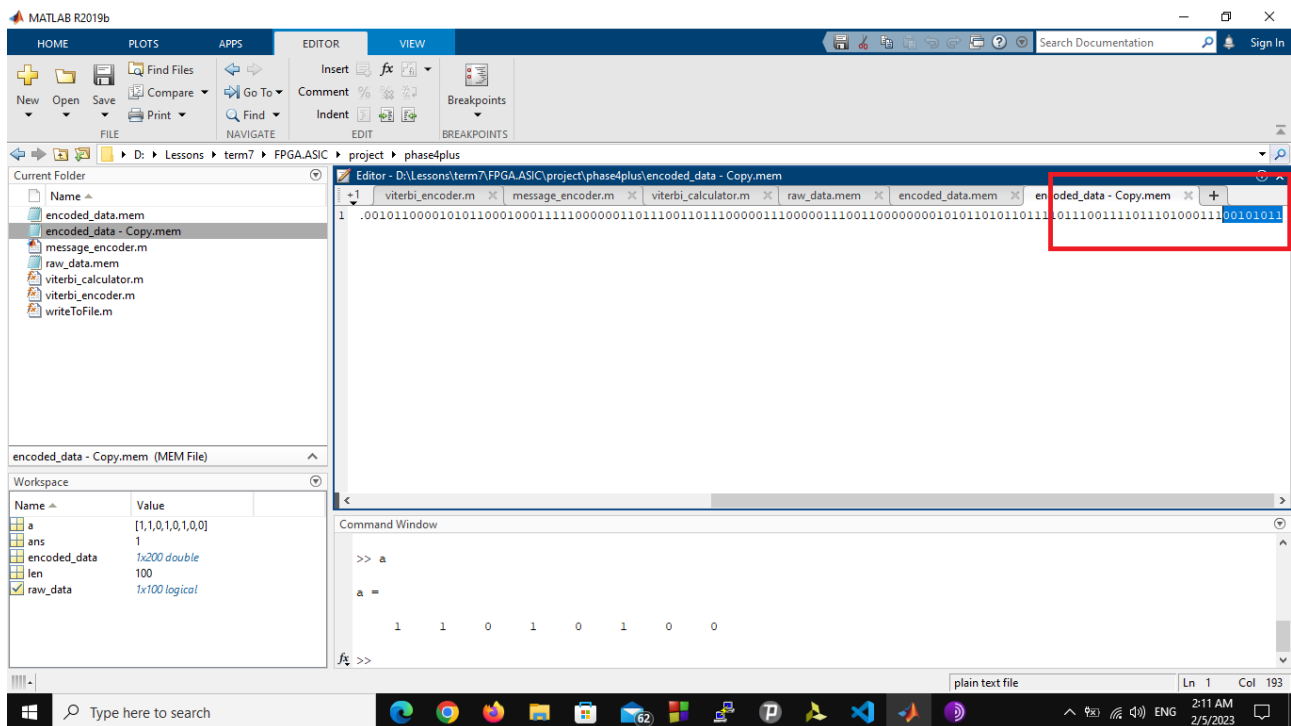 MATLAB R2019b
HOME PLOTS APPS EDITOR VIEW
Search Documentation Sign In
New Open Save
Find Files
Compare
Print
Go To
Find
Insert fx
Comment %
Indent
Breakpoints
FILE NAVIGATE EDIT BREAKPOINTS
D: Lessons term7 FPGA.ASIC project phase4plus
Current Folder
Name
encoded_data.mem
encoded_data - Copy.mem
message_encoder.m
raw_data.mem
viterbi_calculator.m
viterbi_encoder.m
writeToFile.m
encoded_data - Copy.mem (MEM File)
Workspace
Name Value
a [1,1,0,1,0,1,0,0]
ans 1
encoded_data 1x200 double
len 100
raw_data 1x100 logical
Editor - D:\Lessons\term7\FPGA.ASIC\project\phase4plus\encoded_data - Copy.mem
+1 viterbi_encoder.m message_encoder.m viterbi_calculator.m raw_data.mem encoded_data.mem encoded_data - Copy.mem +
1
00101011
Command Window
>> a
a =
1 1 0 1 0 1 0 0
fx >>
plain text file Ln 1 Col 193
Type here to search
62
ENG
2:11 AM
2/5/2023